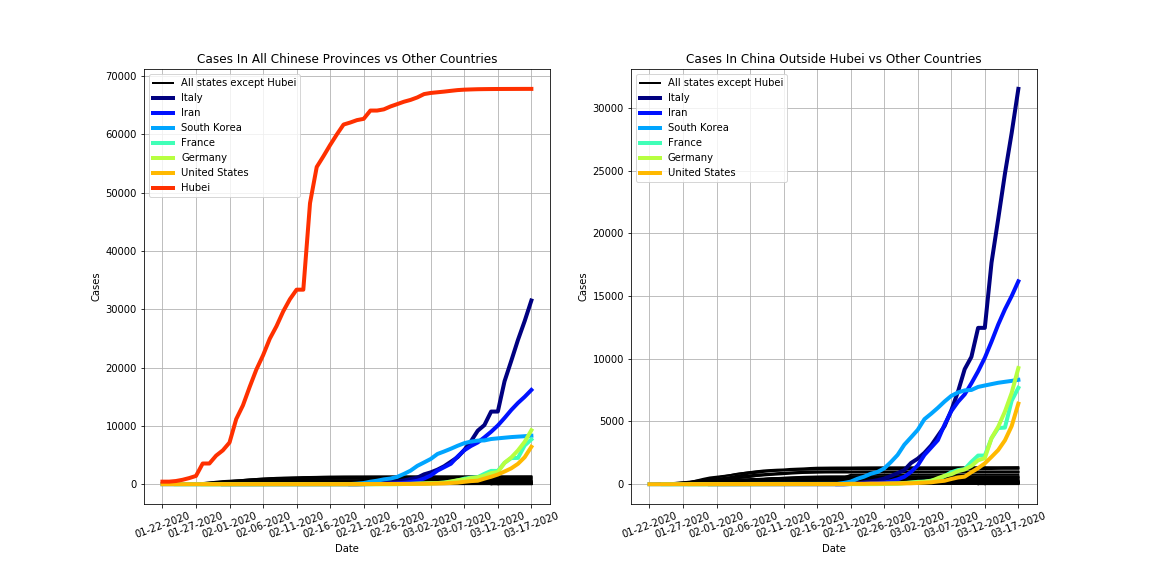 Cases In All Chinese Provinces vs Other Countries
70000
60000
50000
40000
30000
20000
10000
0
Cases
All states except Hubei
Italy
Iran
South Korea
France
Germany
United States
Hubei
01-22-2020
01-27-2020
02-01-2020
02-06-2020
02-11-2020
02-16-2020
02-21-2020
02-26-2020
03-02-2020
03-07-2020
03-12-2020
03-17-2020
Date
Cases In China Outside Hubei vs Other Countries
30000
25000
20000
15000
10000
5000
0
Cases
All states except Hubei
Italy
Iran
South Korea
France
Germany
United States
01-22-2020
01-27-2020
02-01-2020
02-06-2020
02-11-2020
02-16-2020
02-21-2020
02-26-2020
03-02-2020
03-07-2020
03-12-2020
03-17-2020
Date